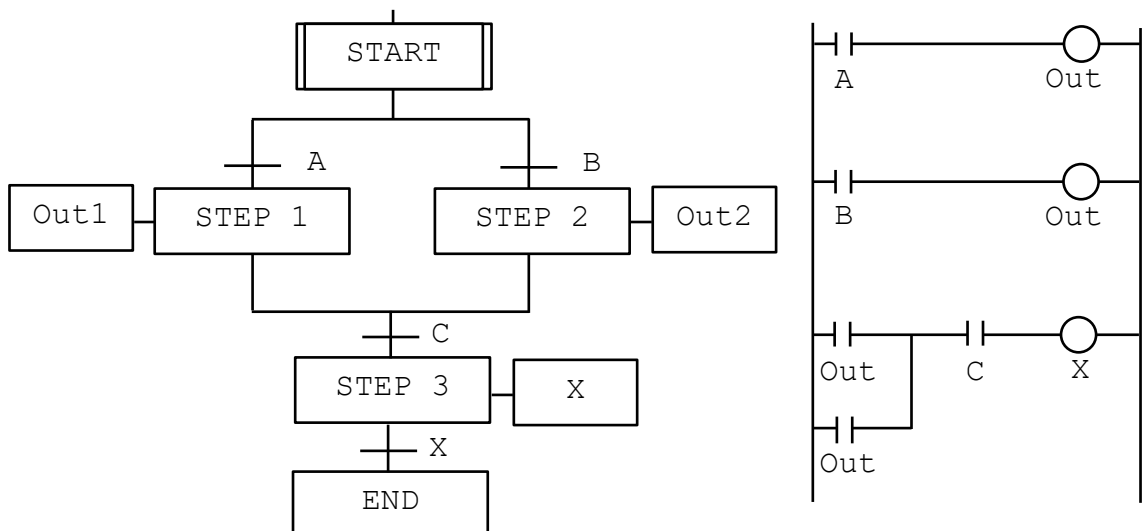 START
A
B
Out1
STEP 1
STEP 2
Out2
C
STEP 3
X
X
END
A
Out
B
Out
Out
C
X
Out